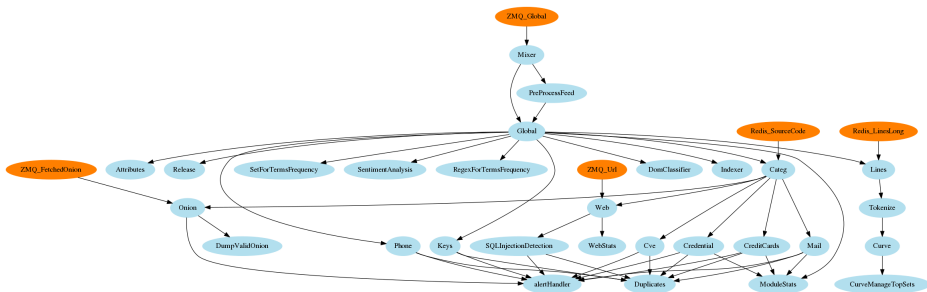 ZMQ_Global
Mixer
PreProcessFeed
Global
Redis_SourceCode
Redis_LinesLong
ZMQ_FetchedOnion
Attributes
Release
SetForTermsFrequency
SentimentAnalysis
RegexForTermsFrequency
ZMQ_Url
DomClassifier
Indexer
Categ
Lines
Onion
Web
Tokenize
DumpValidOnion
Phone
Keys
SQLInjectionDetection
WebStats
Cve
Credential
CreditCards
Mail
Curve
alertHandler
Duplicates
ModuleStats
CurveManageTopSets